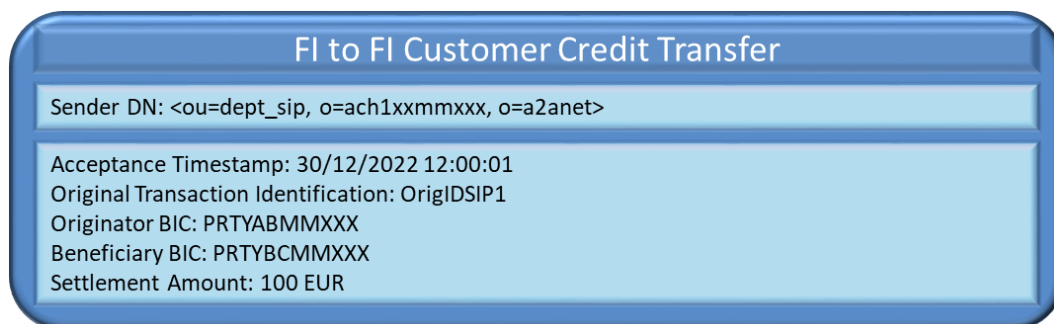 FI to FI Customer Credit Transfer
Sender DN: <ou=dept_sip, o=ach1xxmmxxx, o=a2anet>
Acceptance Timestamp: 30/12/2022 12:00:01
Original Transaction Identification: OrigIDSIP1
Originator BIC: PRTYABMMXXX
Beneficiary BIC: PRTYBCMMXXX
Settlement Amount: 100 EUR